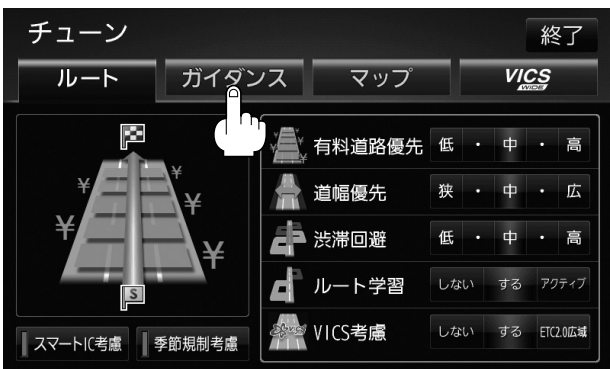 チューン
終了
ルート ガイダンス マップ VICS WIDE
有料道路優先 低 ・ 中 ・ 高
道幅優先 狭 ・ 中 ・ 広
渋滞回避 低 ・ 中 ・ 高
ルート学習 しない する アクティブ
VICS考慮 しない する ETC2.0広域
¥ ¥
¥ ¥
¥ ¥
S
スマートIC考慮 季節規制考慮